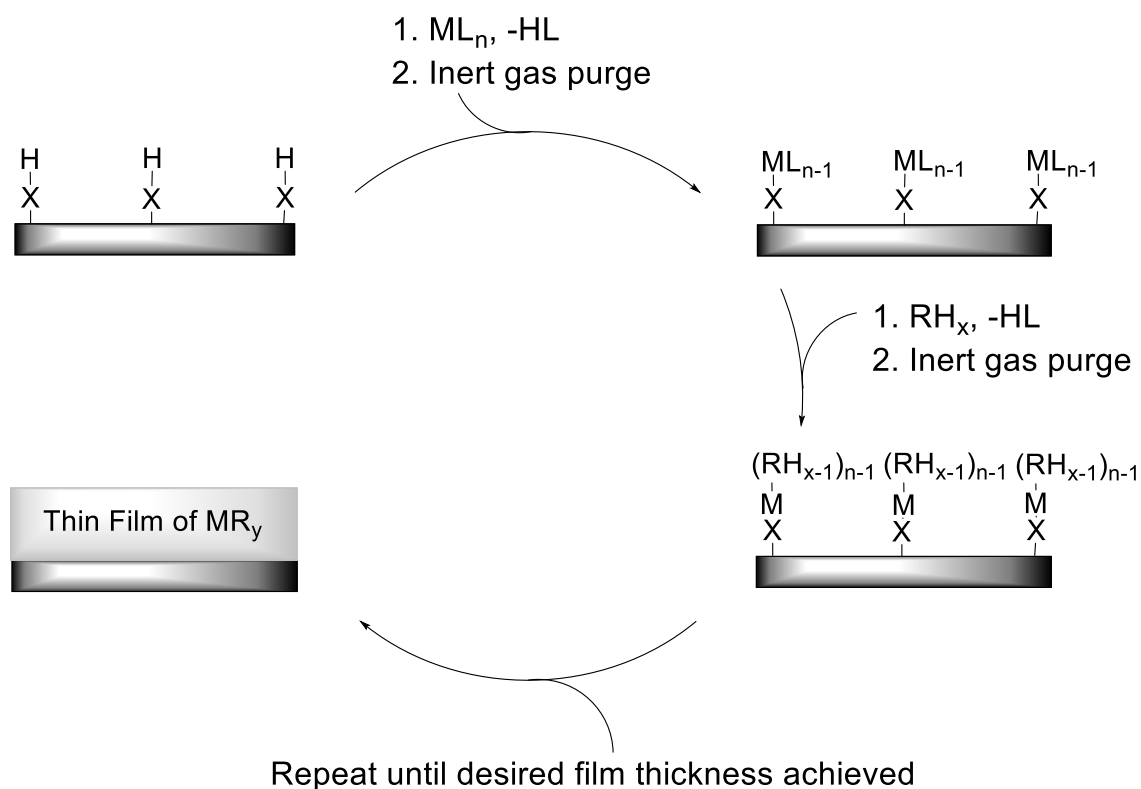 1. MLₙ, -HL
2. Inert gas purge
H H H
X X X
MLₙ₋₁ MLₙ₋₁ MLₙ₋₁
X X X
1. RHₓ, -HL
2. Inert gas purge
(RHₓ₋₁)ₙ₋₁ (RHₓ₋₁)ₙ₋₁ (RHₓ₋₁)ₙ₋₁
M M M
X X X
Thin Film of MRᵧ
Repeat until desired film thickness achieved